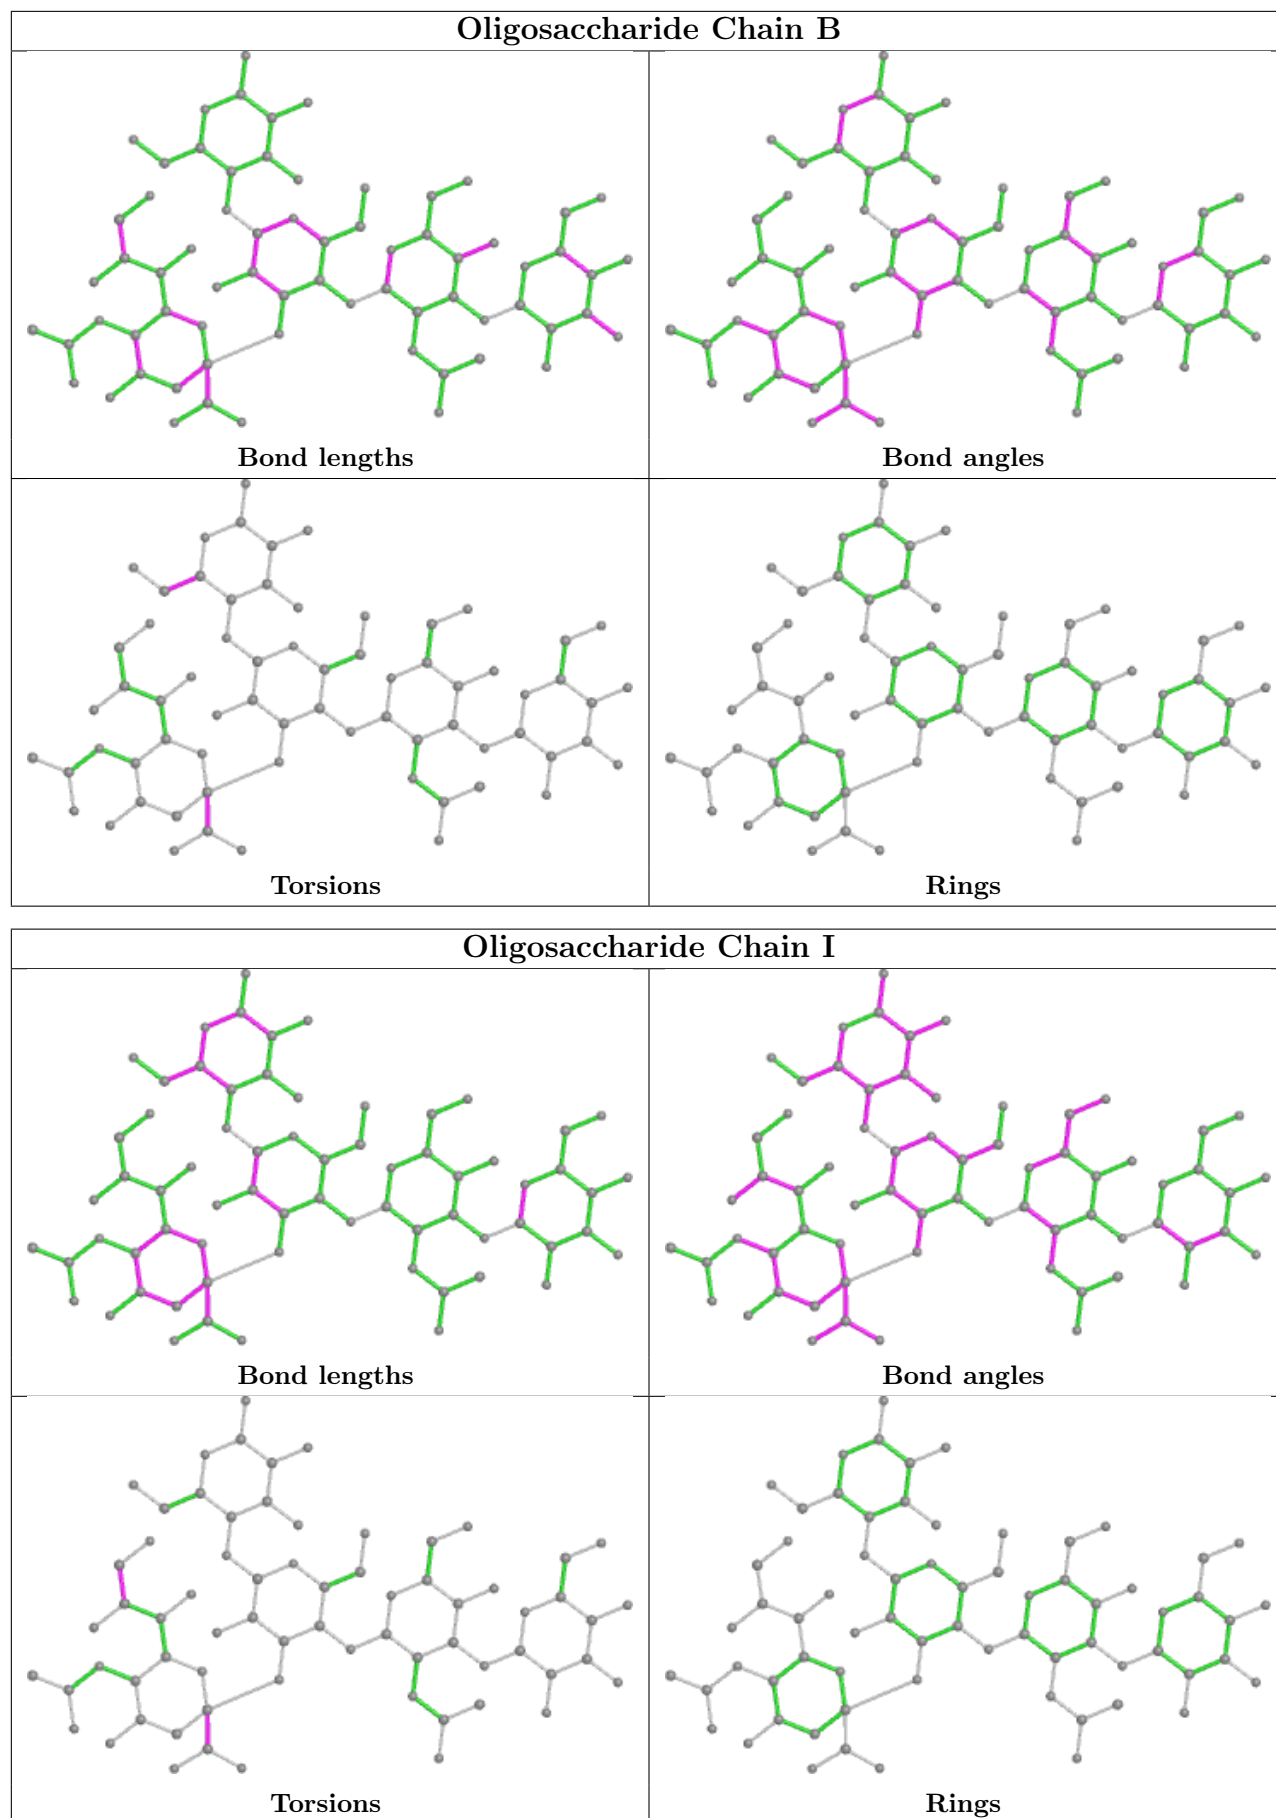 Oligosaccharide Chain B
Bond lengths
Bond angles
Torsions
Rings
Oligosaccharide Chain I
Bond lengths
Bond angles
Torsions
Rings